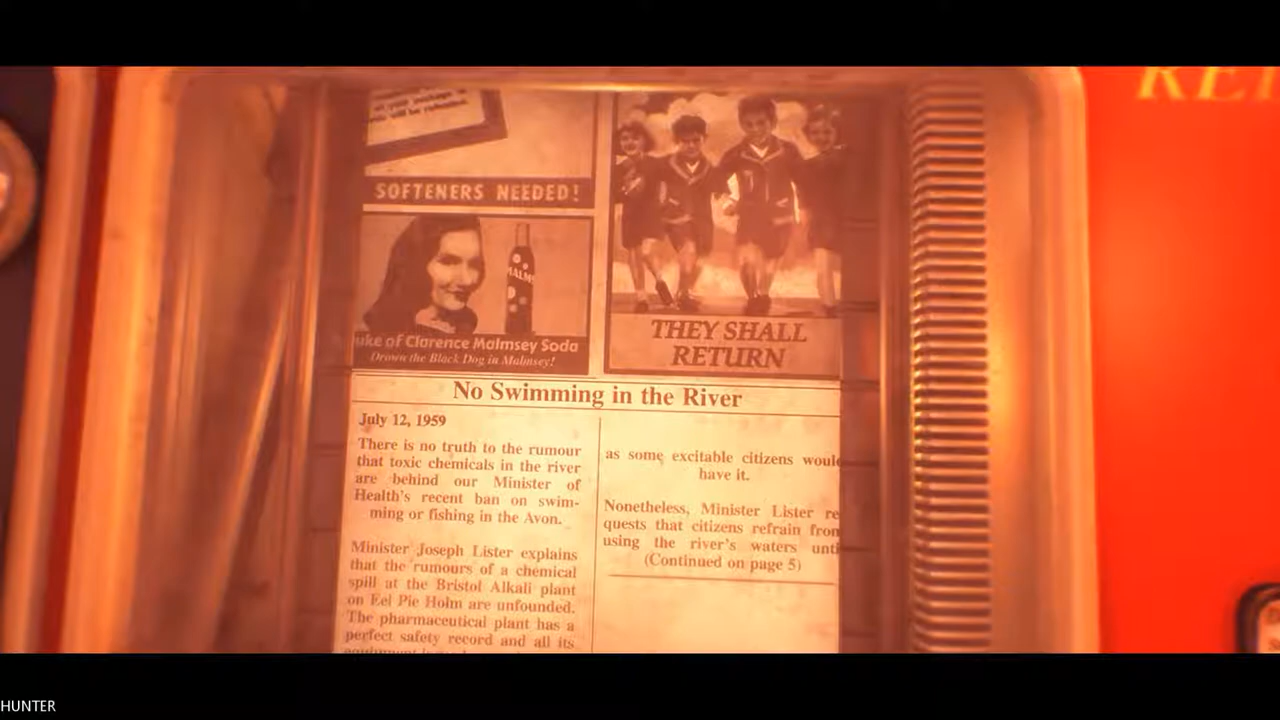 SOFTENERS NEEDED!
uke of Clarence Malmsey Soda
Drown the Black Dog in Malmsey!
THEY SHALL
RETURN
No Swimming in the River
July 12, 1959
There is no truth to the rumour
that toxic chemicals in the river
are behind our Minister of
Health's recent ban on swim-
ming or fishing in the Avon.
Minister Joseph Lister explains
that the rumours of a chemical
spill at the Bristol Alkali plant
on Eel Pie Holm are unfounded.
The pharmaceutical plant has a
perfect safety record and all its
as some excitable citizens would
have it.
Nonetheless, Minister Lister re
quests that citizens refrain from
using the river's waters unti
(Continued on page 5)
HUNTER